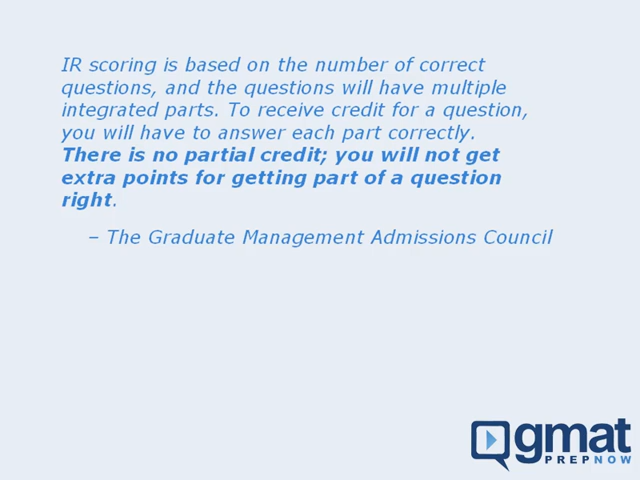 IR scoring is based on the number of correct
questions, and the questions will have multiple
integrated parts. To receive credit for a question,
you will have to answer each part correctly.
There is no partial credit; you will not get
extra points for getting part of a question
right.
– The Graduate Management Admissions Council
gmat
PREPNOW